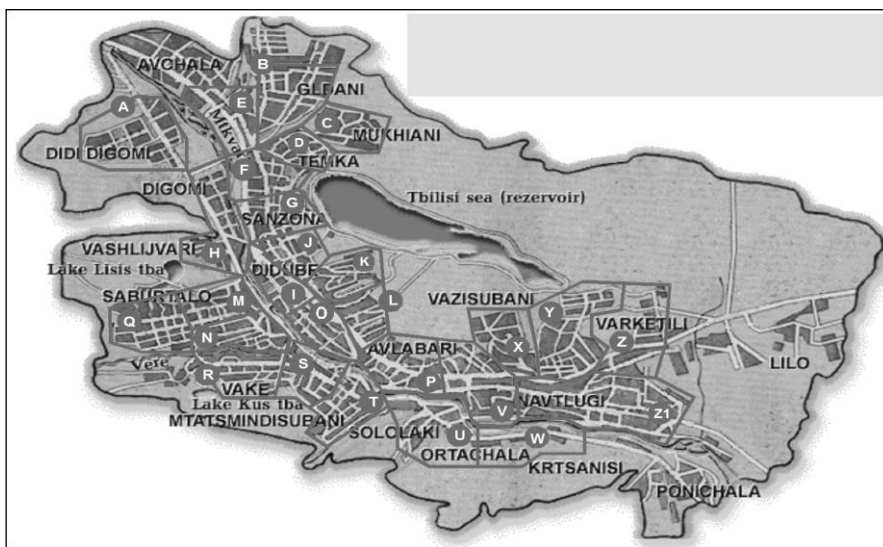 B
AVCHALA
GLDANI
A
E
Mtkva
C
MUKHIANI
D
DIDI DIGOMI
TEMKA
F
DIGOMI
G
Tbilisi sea (rezervoir)
SANZONA
J
VASHLIJVARI
H
K
Lake Lisis tba
DIDUBE
SABURTALO
M
I
L
VAZISUBANI
Y
O
Q
VARKETILI
N
X
Z
AVLABARI
LILO
Vere
S
R
P
VAKE
Lake Kus tba
T
NAVTLUGI
V
Z1
MTATSMINDISUBANI
SOLOLAKI
U
W
ORTACHALA
KRTSANISI
PONICHALA